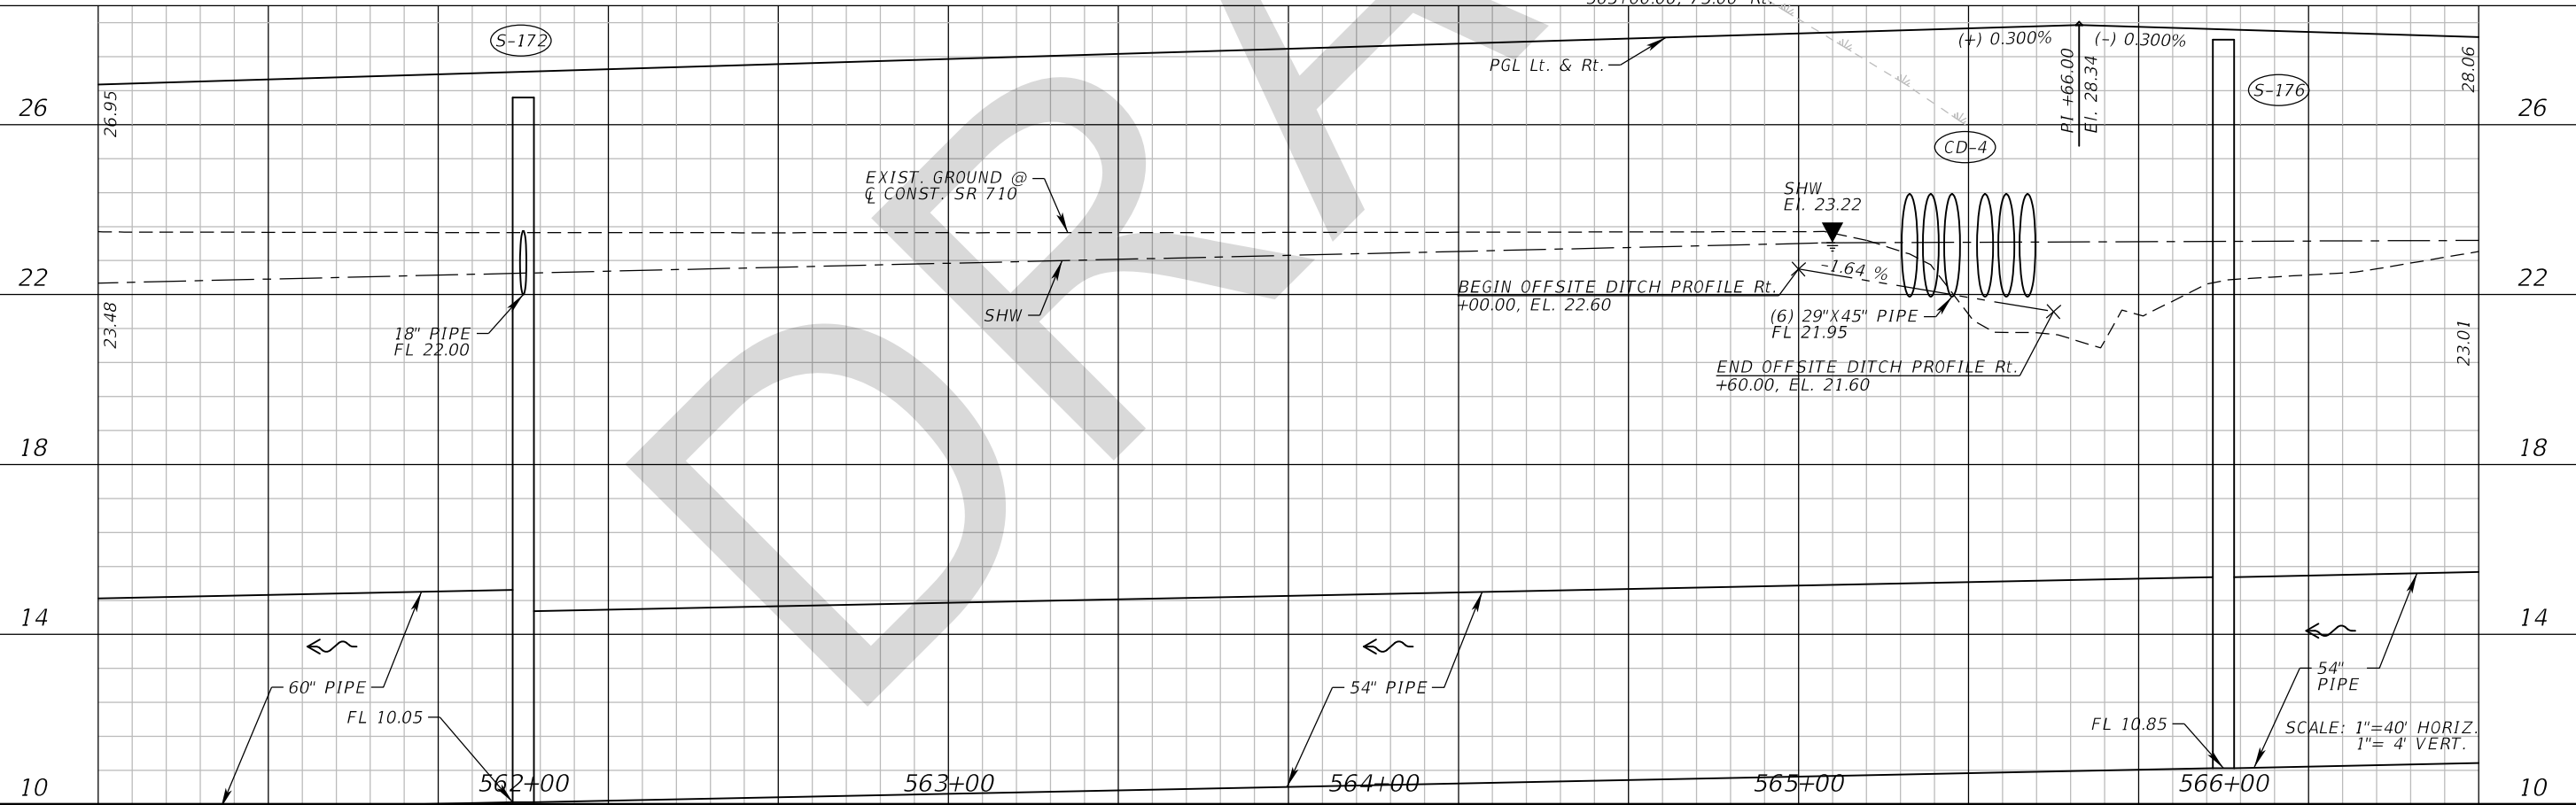 S-172
(+) 0.300%
(-) 0.300%
PGL Lt. & Rt.
PI +66.00
El. 28.34
28.06
S-176
26
26.95
26
CD-4
EXIST. GROUND @
℄ CONST. SR 710
SHW
El. 23.22
-1.64 %
22
22
BEGIN OFFSITE DITCH PROFILE Rt.
+00.00, EL. 22.60
SHW
23.48
18" PIPE
FL 22.00
(6) 29"X45" PIPE
FL 21.95
23.01
END OFFSITE DITCH PROFILE Rt.
+60.00, EL. 21.60
18
18
DRA
14
14
60" PIPE
54" PIPE
54"
PIPE
FL 10.05
FL 10.85
SCALE: 1"=40' HORIZ.
1"= 4' VERT.
10
562+00
563+00
564+00
565+00
566+00
10